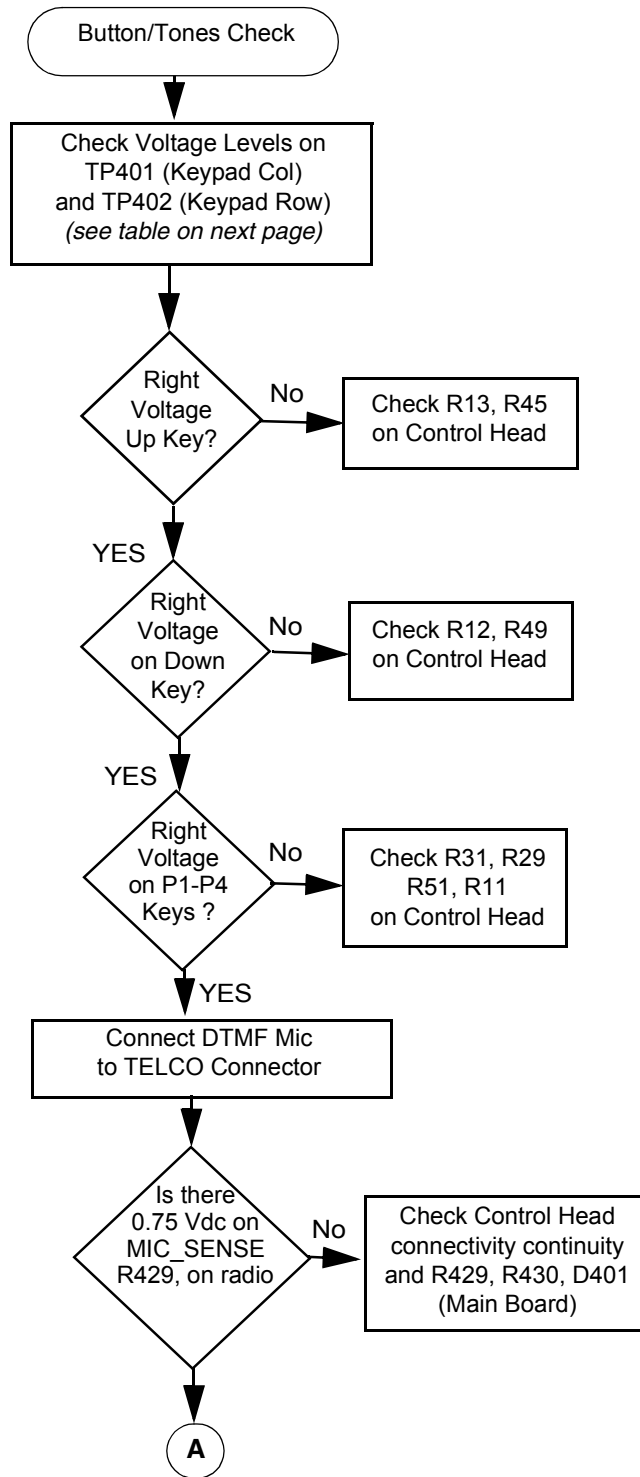 Button/Tones Check
Check Voltage Levels on
TP401 (Keypad Col)
and TP402 (Keypad Row)
(see table on next page)
Right
Voltage
Up Key?
No
Check R13, R45
on Control Head
YES
Right
Voltage
on Down
Key?
No
Check R12, R49
on Control Head
YES
Right
Voltage
on P1-P4
Keys ?
No
Check R31, R29
R51, R11
on Control Head
YES
Connect DTMF Mic
to TELCO Connector
Is there
0.75 Vdc on
MIC_SENSE
R429, on radio
No
Check Control Head
connectivity continuity
and R429, R430, D401
(Main Board)
A